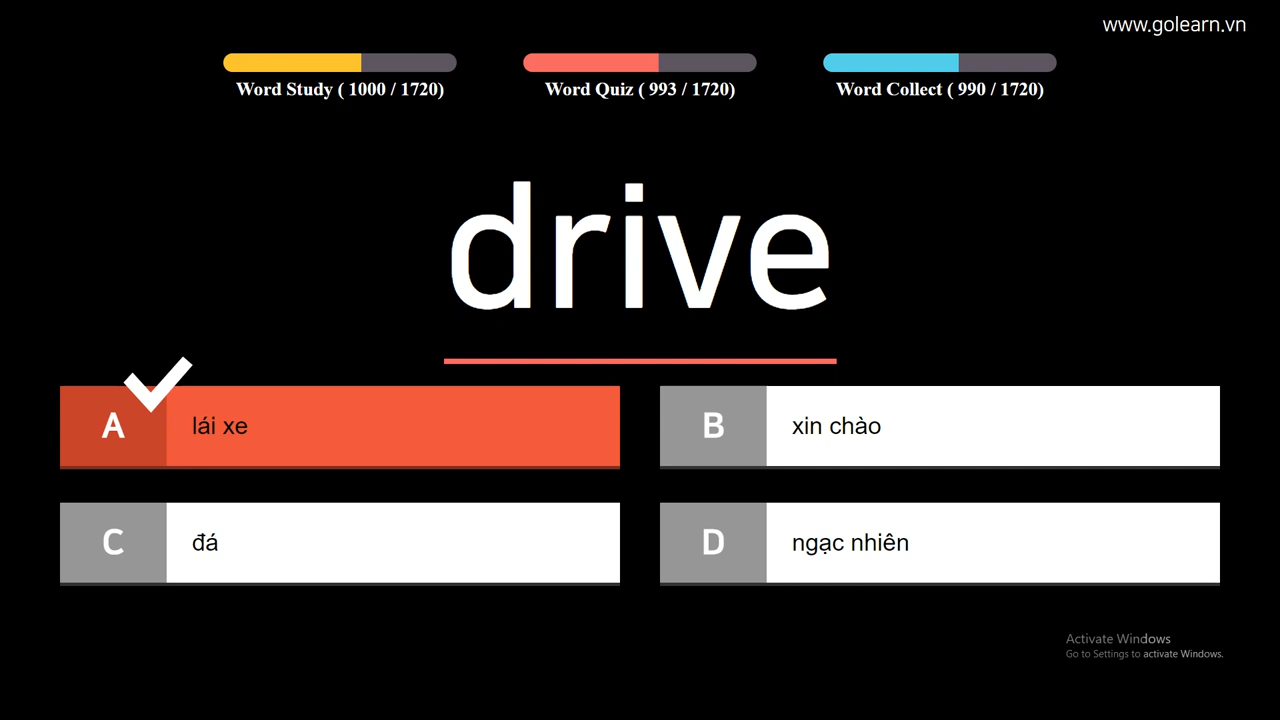 www.golearn.vn
Word Study ( 1000 / 1720)
Word Quiz ( 993 / 1720)
Word Collect ( 990 / 1720)
drive
A lái xe
B xin chào
C đá
D ngạc nhiên
Activate Windows
Go to Settings to activate Windows.